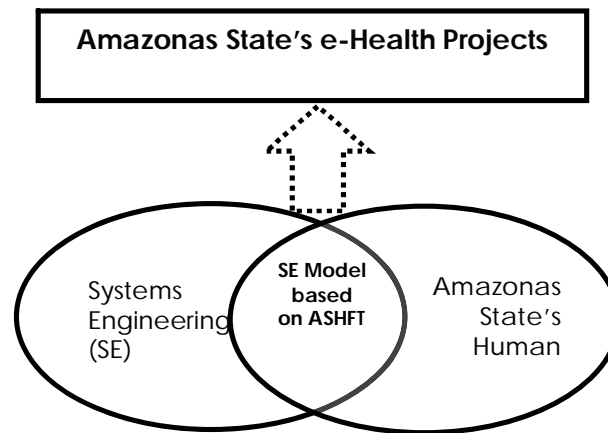 Amazonas State's e-Health Projects
Systems
Engineering
(SE)
SE Model
based
on ASHFT
Amazonas
State's
Human